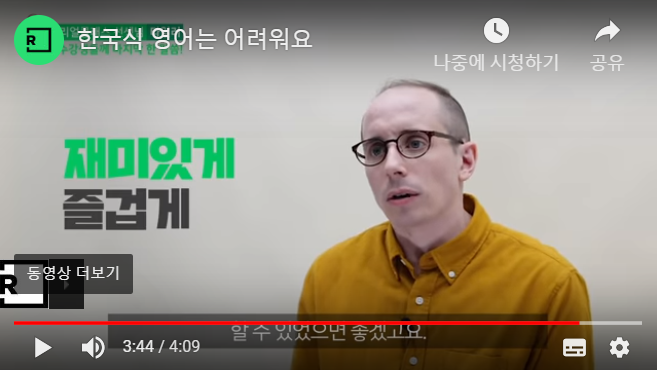 한국식 영어는 어려워요
나중에 시청하기
공유
재미있게
즐겁게
동영상 더보기
R
할 수 있었으면 좋겠고요.
3:44 / 4:09